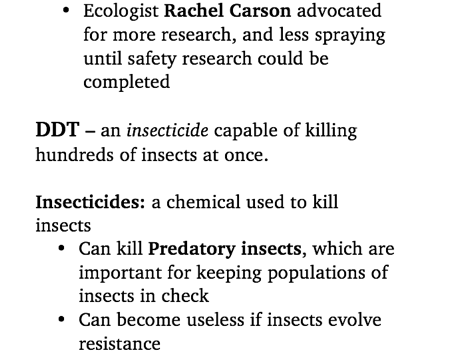 • Ecologist Rachel Carson advocated
for more research, and less spraying
until safety research could be
completed
DDT – an insecticide capable of killing
hundreds of insects at once.
Insecticides: a chemical used to kill
insects
• Can kill Predatory insects, which are
important for keeping populations of
insects in check
• Can become useless if insects evolve
resistance